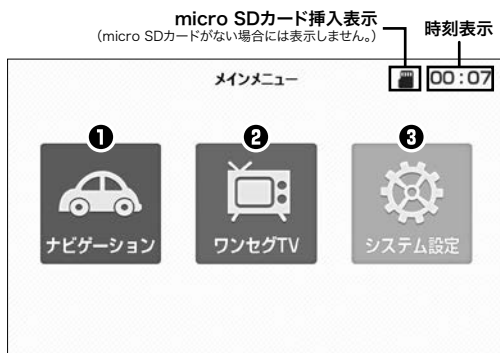 micro SDカード挿入表示
(micro SDカードがない場合には表示しません。)
時刻表示
メインメニュー
00:07
❶
❷
❸
ナビゲーション
ワンセグTV
システム設定